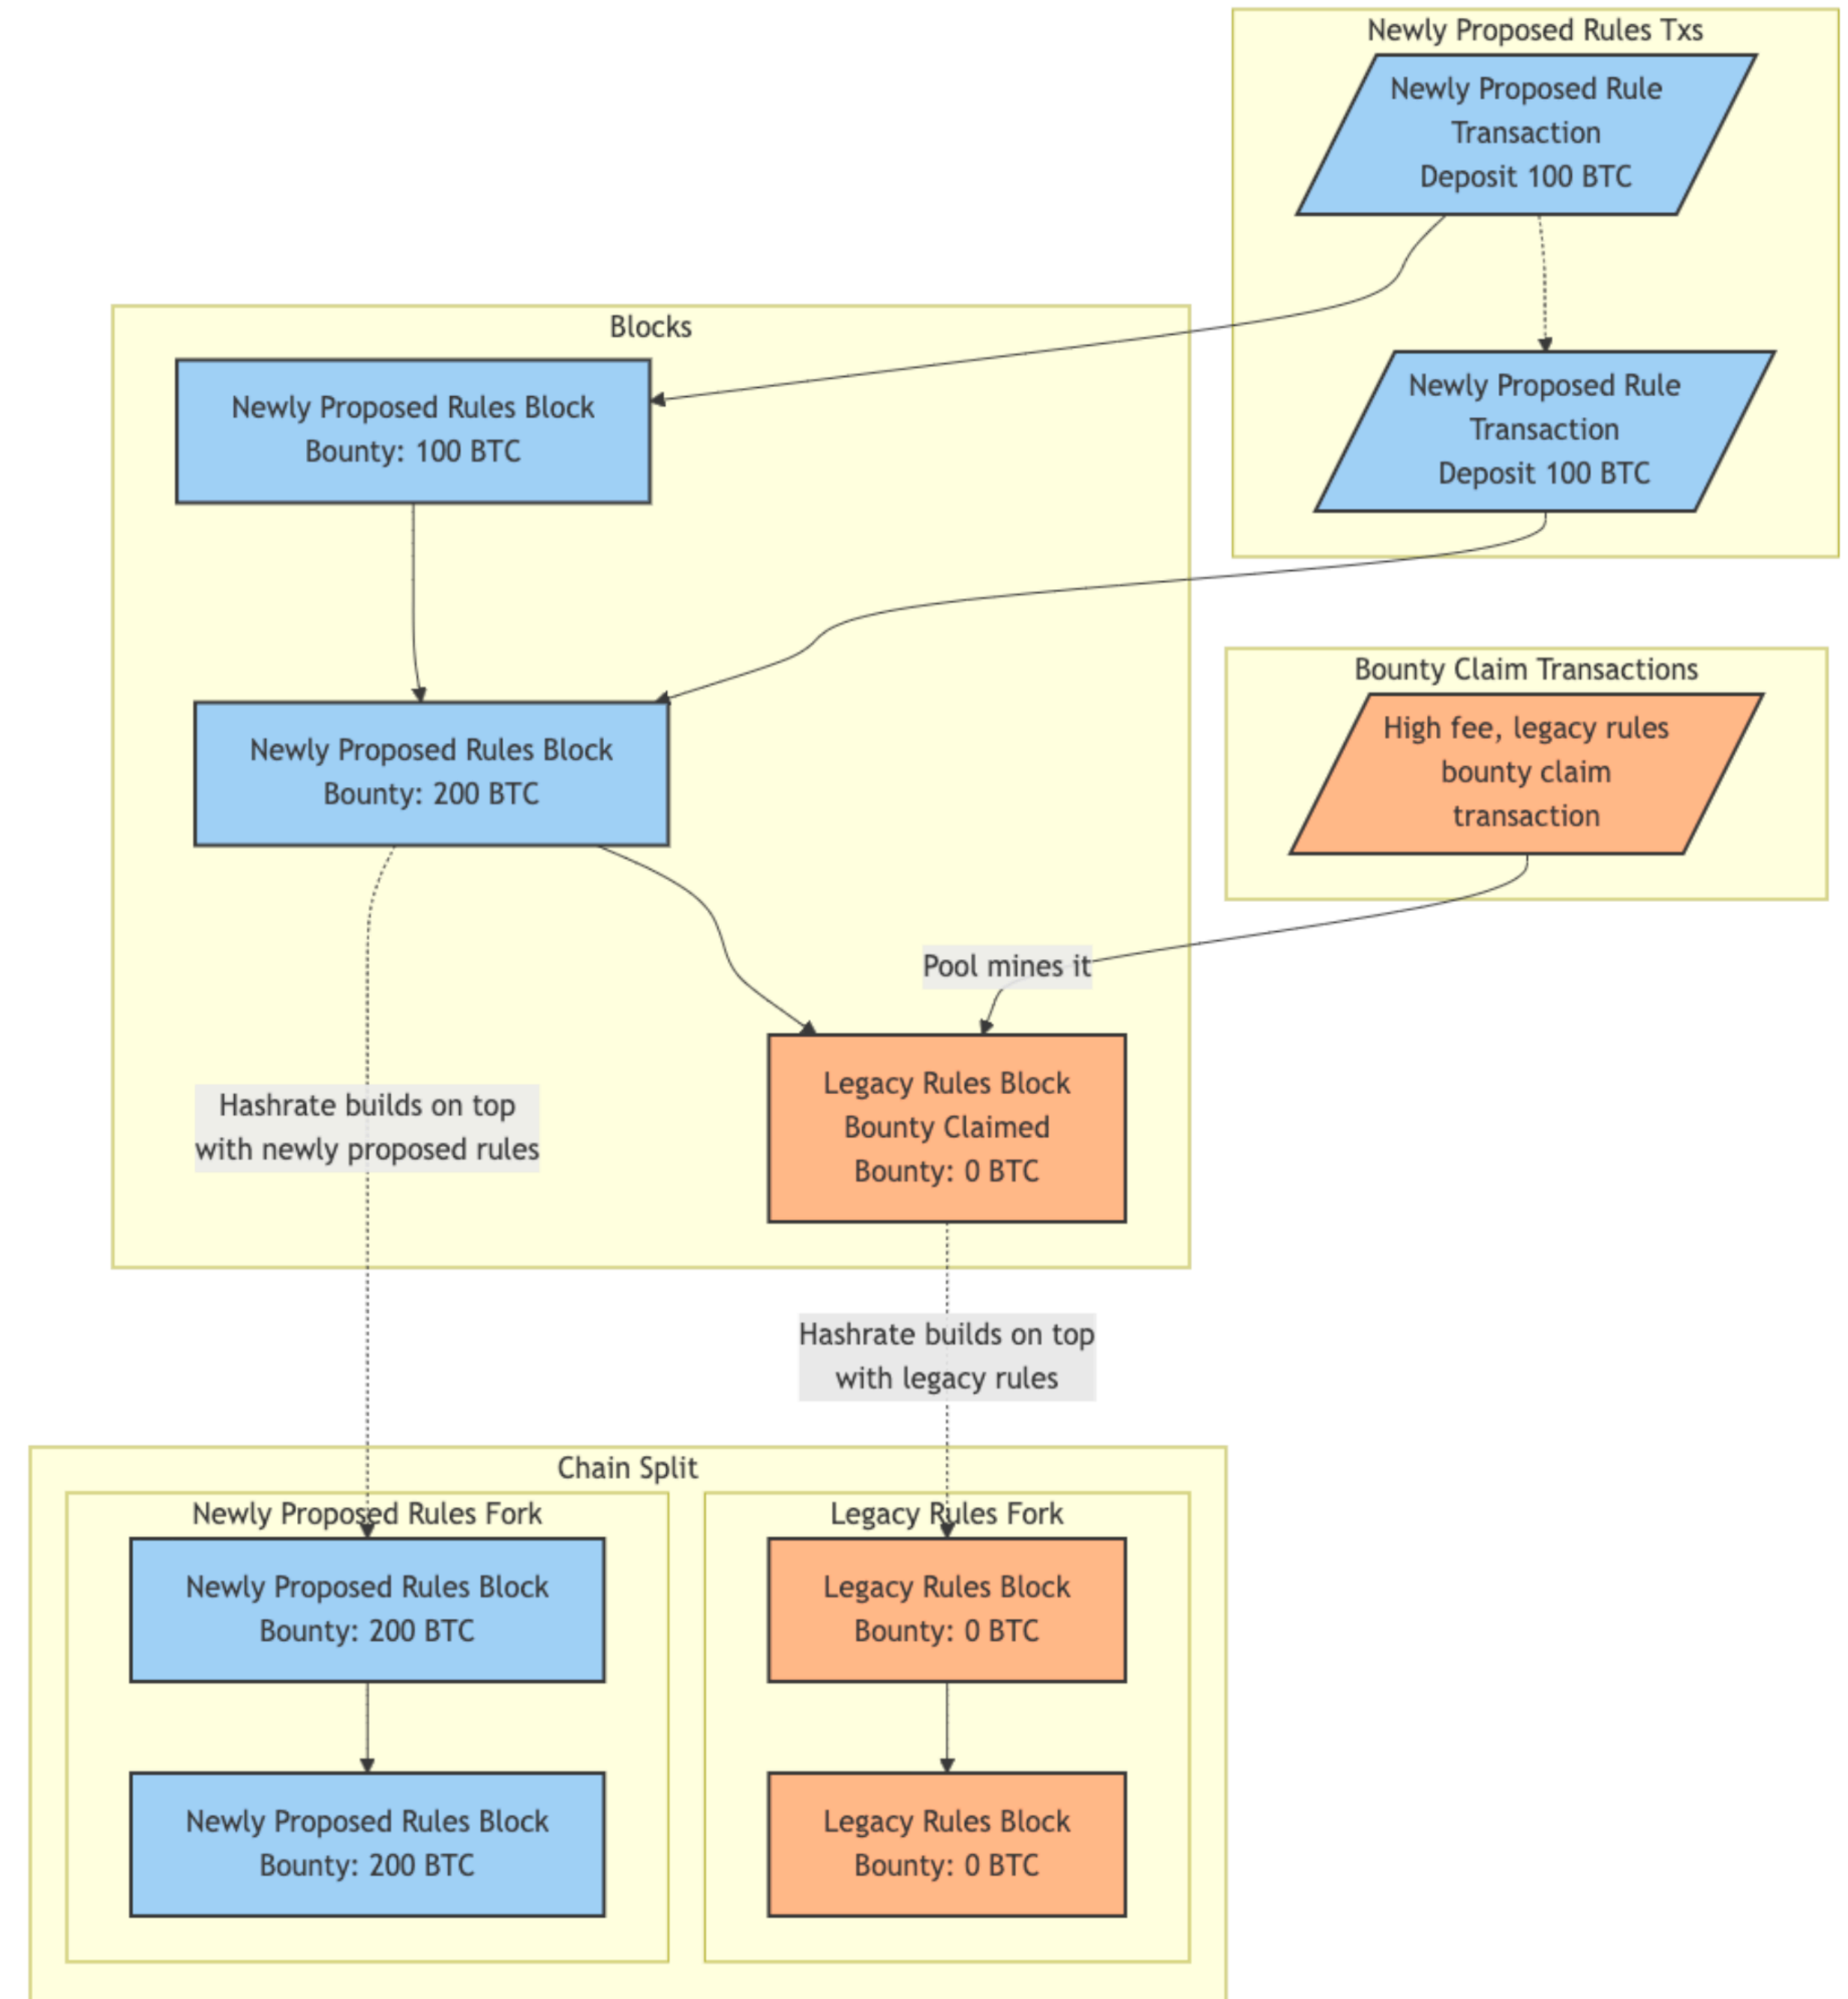 Newly Proposed Rules Txs
Newly Proposed Rule
Transaction
Deposit 100 BTC
Newly Proposed Rule
Transaction
Deposit 100 BTC
Blocks
Newly Proposed Rules Block
Bounty: 100 BTC
Newly Proposed Rules Block
Bounty: 200 BTC
Bounty Claim Transactions
High fee, legacy rules
bounty claim
transaction
Pool mines it
Legacy Rules Block
Bounty Claimed
Bounty: 0 BTC
Hashrate builds on top
with newly proposed rules
Hashrate builds on top
with legacy rules
Chain Split
Newly Proposed Rules Fork
Newly Proposed Rules Block
Bounty: 200 BTC
Newly Proposed Rules Block
Bounty: 200 BTC
Legacy Rules Fork
Legacy Rules Block
Bounty: 0 BTC
Legacy Rules Block
Bounty: 0 BTC